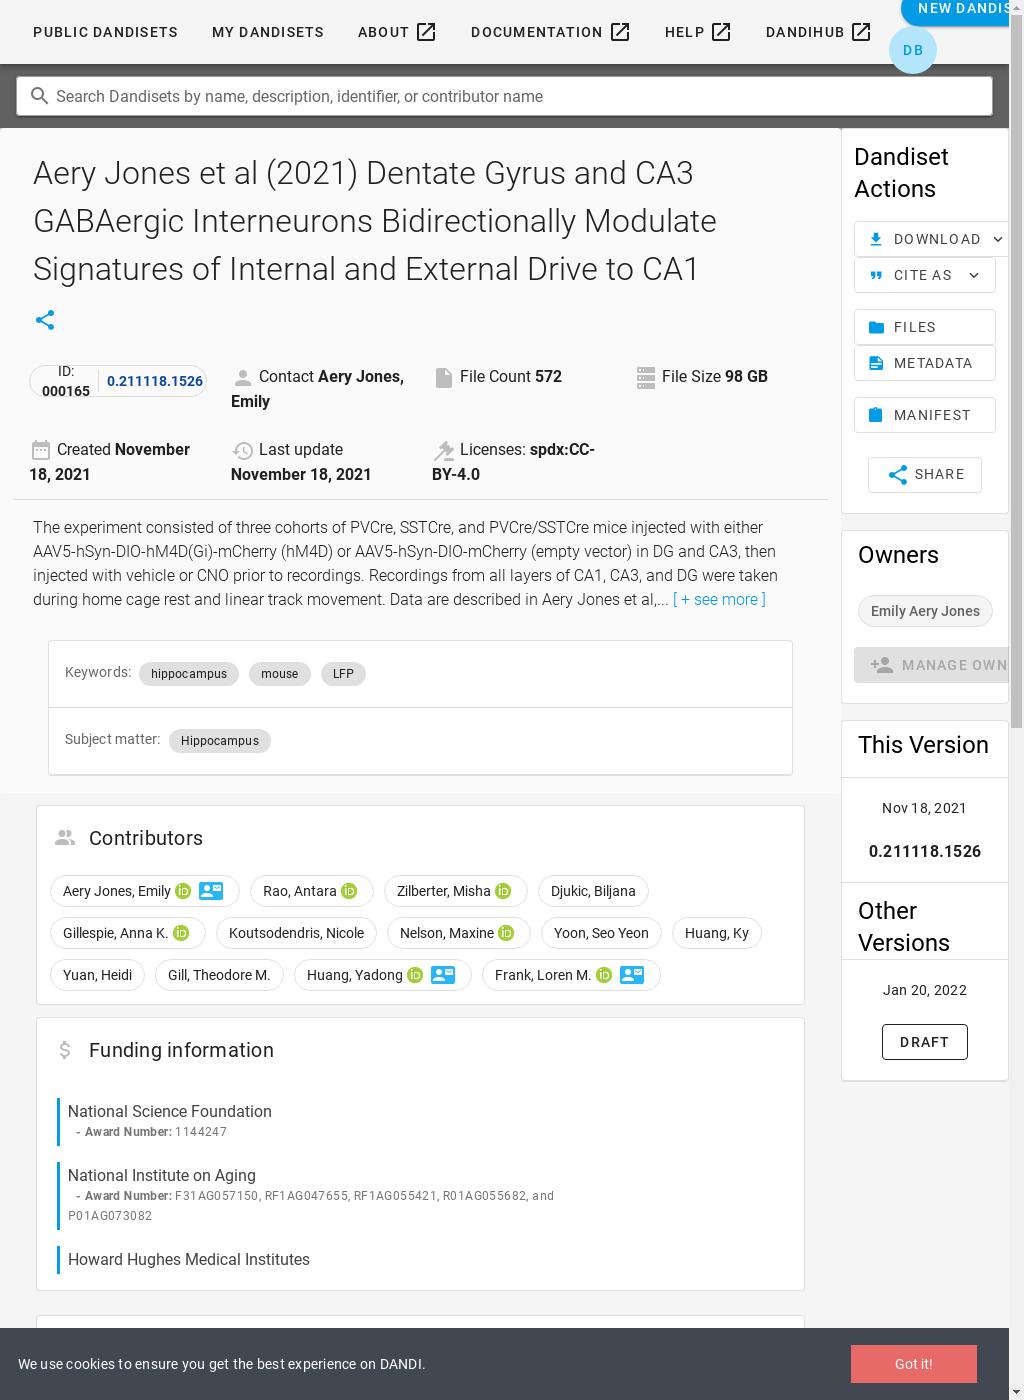 PUBLIC DANDISETS MY DANDISETS ABOUT DOCUMENTATION HELP DANDIHUB NEW DANDIS
DB
Search Dandisets by name, description, identifier, or contributor name
Aery Jones et al (2021) Dentate Gyrus and CA3
GABAergic Interneurons Bidirectionally Modulate
Signatures of Internal and External Drive to CA1
ID:
000165
0.211118.1526
Contact Aery Jones,
Emily
File Count 572
File Size 98 GB
Created November
18, 2021
Last update
November 18, 2021
Licenses: spdx:CC-
BY-4.0
The experiment consisted of three cohorts of PVCre, SSTCre, and PVCre/SSTCre mice injected with either
AAV5-hSyn-DIO-hM4D(Gi)-mCherry (hM4D) or AAV5-hSyn-DIO-mCherry (empty vector) in DG and CA3, then
injected with vehicle or CNO prior to recordings. Recordings from all layers of CA1, CA3, and DG were taken
during home cage rest and linear track movement. Data are described in Aery Jones et al,... [ + see more ]
Keywords: hippocampus mouse LFP
Subject matter: Hippocampus
Contributors
Aery Jones, Emily iD Rao, Antara iD Zilberter, Misha iD Djukic, Biljana
Gillespie, Anna K. iD Koutsodendris, Nicole Nelson, Maxine iD Yoon, Seo Yeon Huang, Ky
Yuan, Heidi Gill, Theodore M. Huang, Yadong iD Frank, Loren M. iD
Funding information
National Science Foundation
- Award Number: 1144247
National Institute on Aging
- Award Number: F31AG057150, RF1AG047655, RF1AG055421, R01AG055682, and
P01AG073082
Howard Hughes Medical Institutes
Dandiset
Actions
DOWNLOAD
CITE AS
FILES
METADATA
MANIFEST
SHARE
Owners
Emily Aery Jones
MANAGE OWN
This Version
Nov 18, 2021
0.211118.1526
Other
Versions
Jan 20, 2022
DRAFT
We use cookies to ensure you get the best experience on DANDI.
Got it!